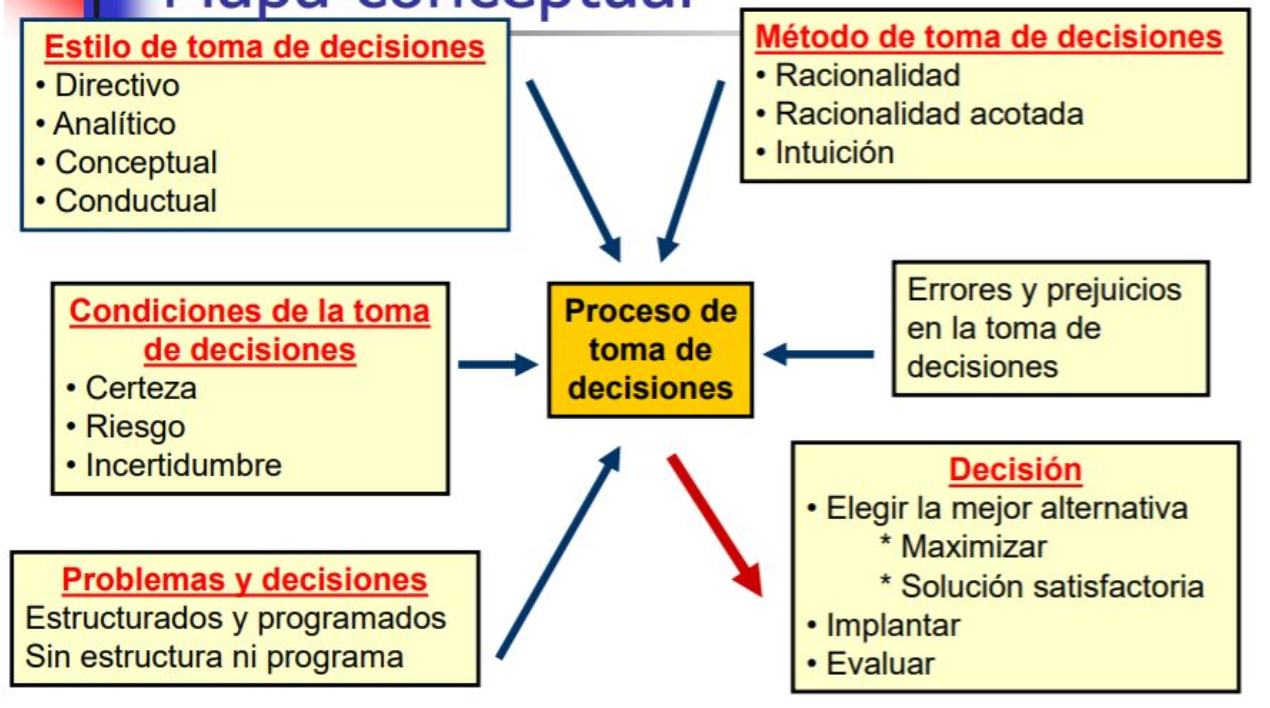 Mapa conceptual
Estilo de toma de decisiones
• Directivo
• Analítico
• Conceptual
• Conductual
Método de toma de decisiones
• Racionalidad
• Racionalidad acotada
• Intuición
Condiciones de la toma
de decisiones
• Certeza
• Riesgo
• Incertidumbre
Proceso de
toma de
decisiones
Errores y prejuicios
en la toma de
decisiones
Problemas y decisiones
Estructurados y programados
Sin estructura ni programa
Decisión
• Elegir la mejor alternativa
* Maximizar
* Solución satisfactoria
• Implantar
• Evaluar